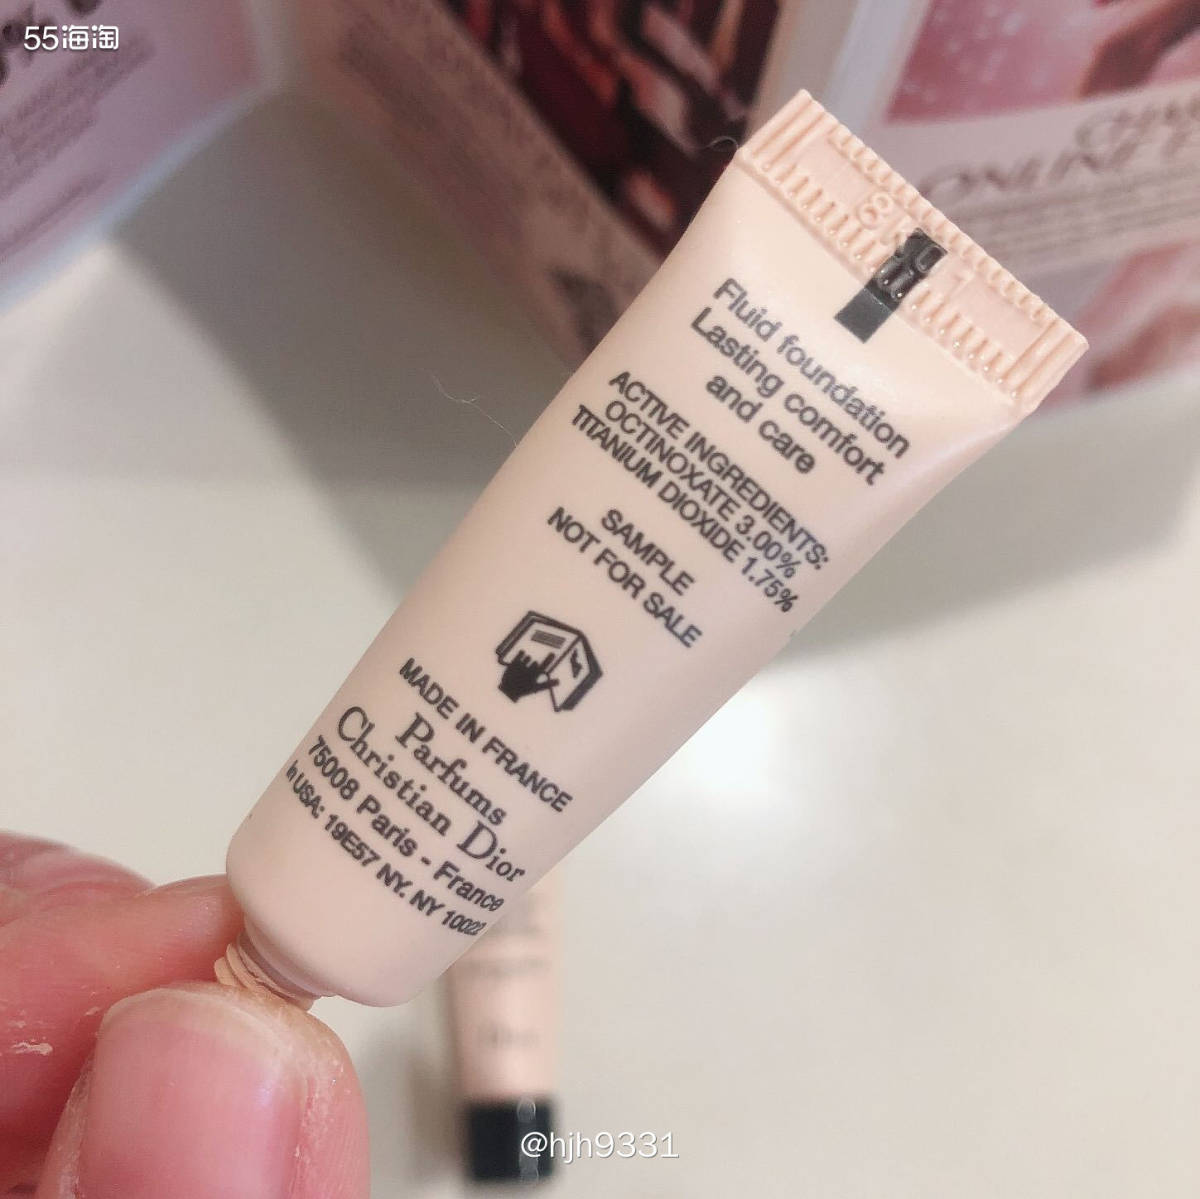 55海淘
Fluid foundation
Lasting comfort
and care
ACTIVE INGREDIENTS:
OCTINOXATE 3.00%
TITANIUM DIOXIDE 1.75%
SAMPLE
NOT FOR SALE
MADE IN FRANCE
Parfums
Christian Dior
75008 Paris - France
In USA: 19E57 NY. NY 10022
ONLINE
@hjh9331